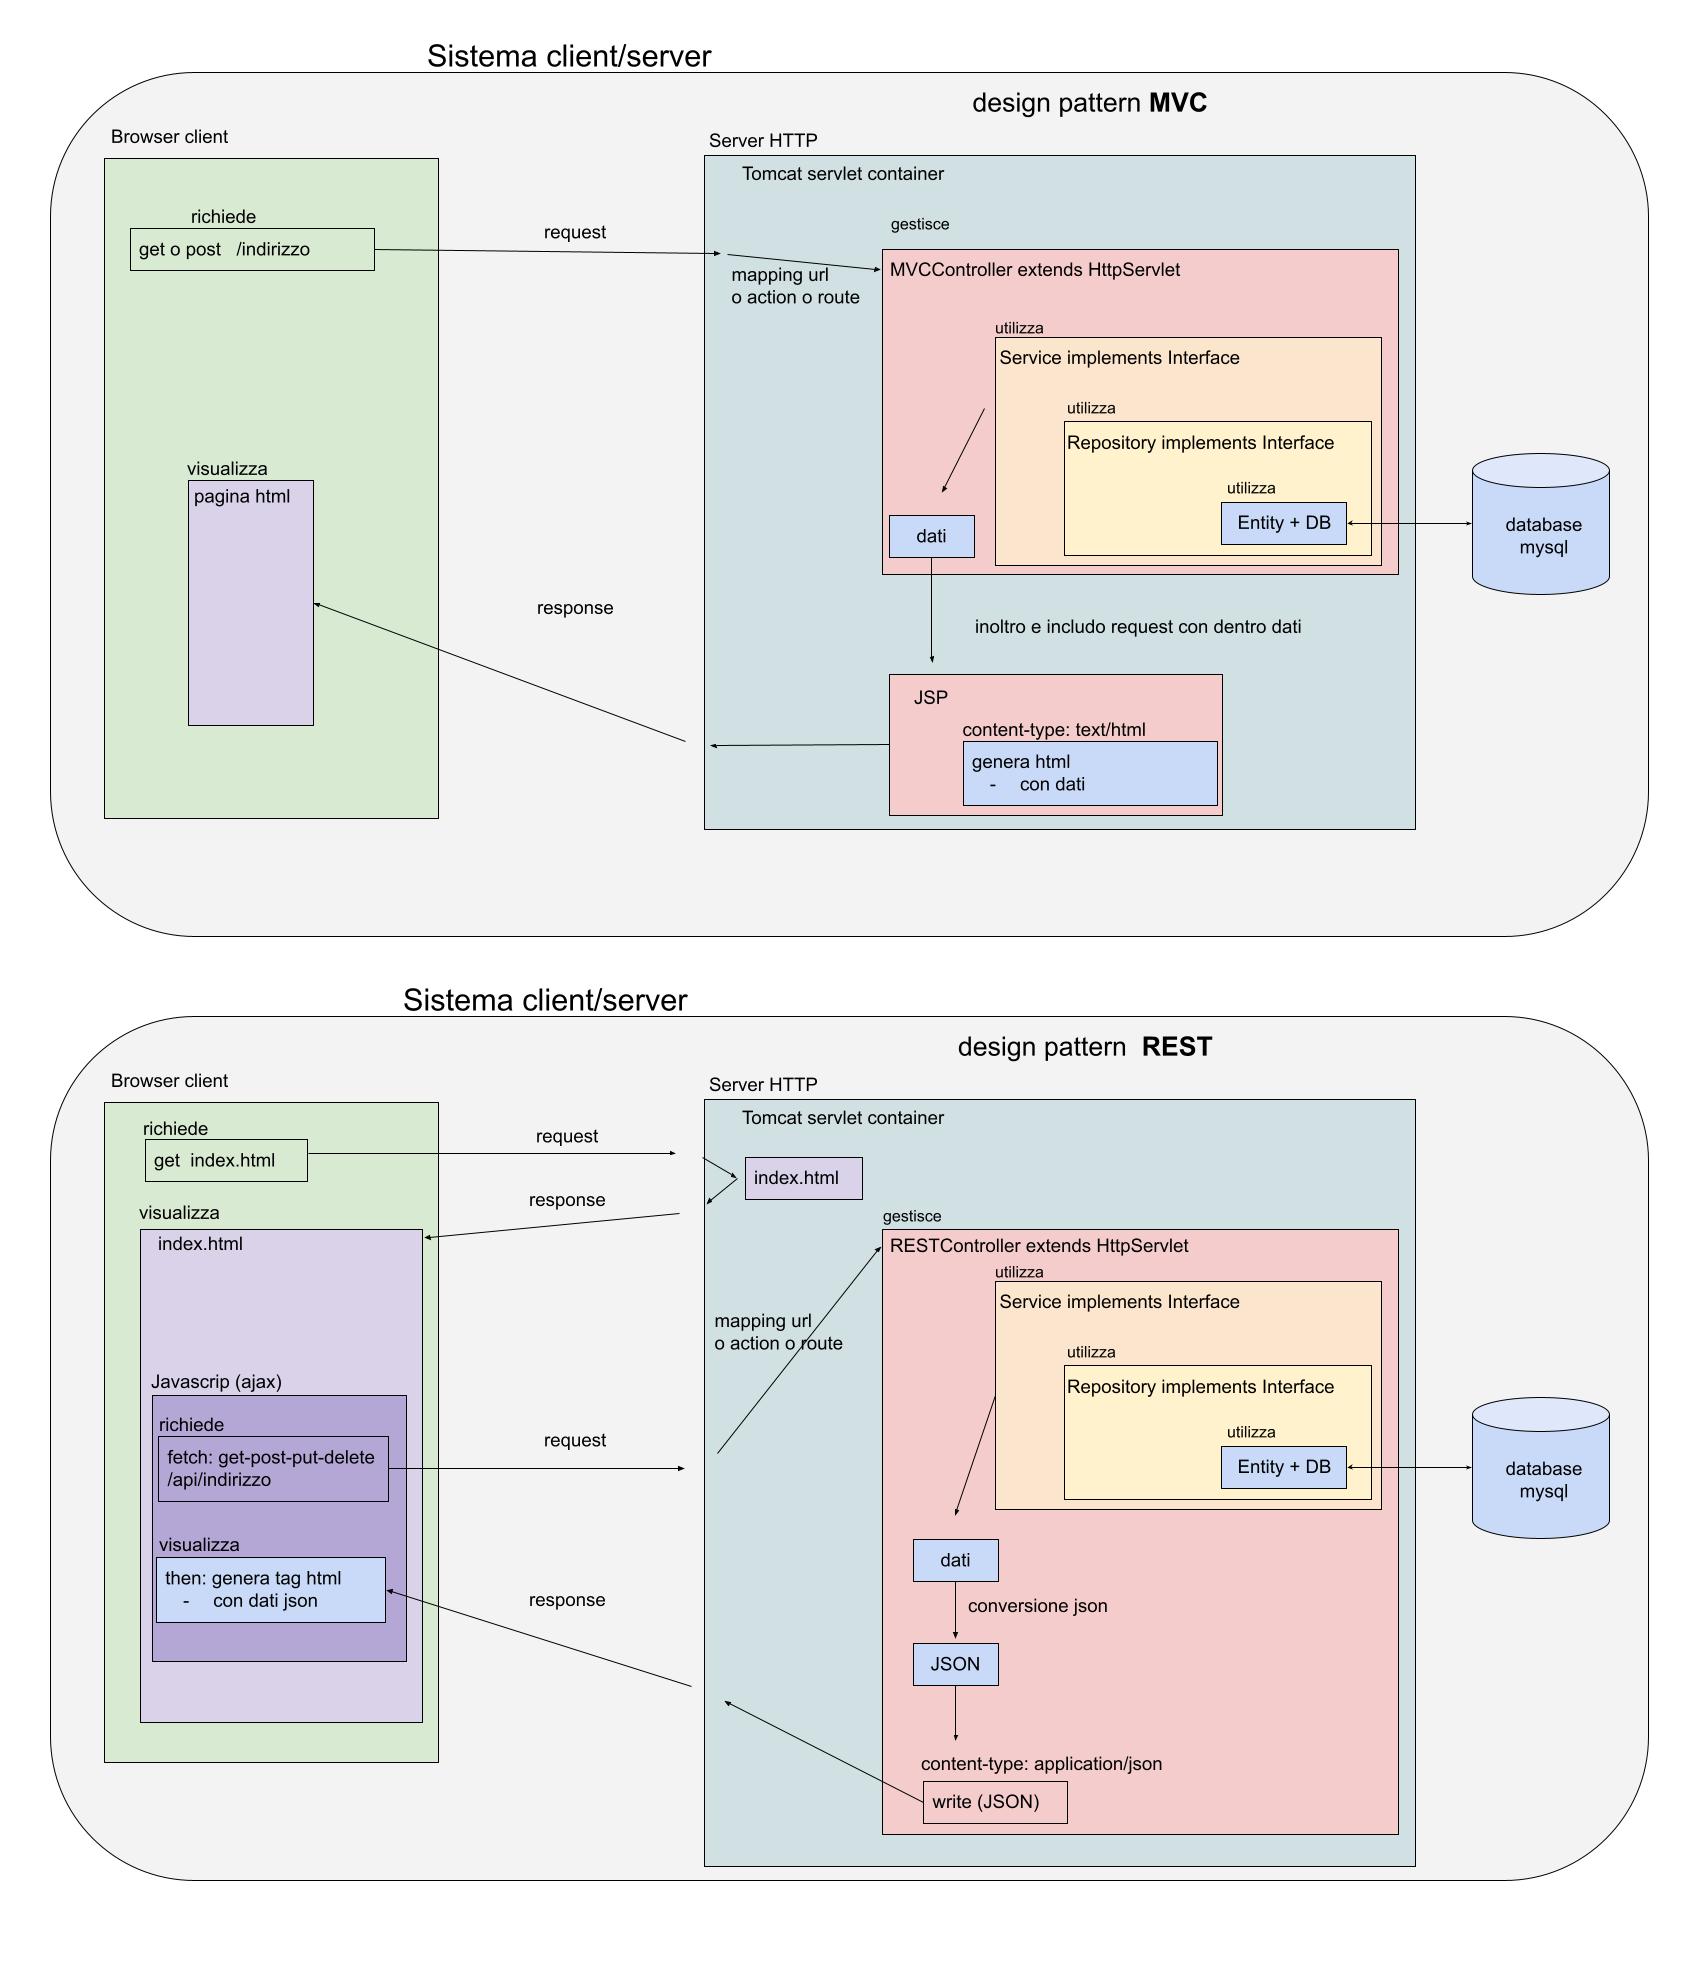 Sistema client/server
design pattern MVC
Browser client
Server HTTP
Tomcat servlet container
richiede
get o post   /indirizzo
request
gestisce
mapping url
o action o route
MVCController extends HttpServlet
utilizza
Service implements Interface
utilizza
Repository implements Interface
utilizza
Entity + DB
database
mysql
visualizza
pagina html
dati
response
inoltro e includo request con dentro dati
JSP
content-type: text/html
genera html
-     con dati
Sistema client/server
design pattern  REST
Browser client
Server HTTP
Tomcat servlet container
richiede
get  index.html
request
index.html
response
visualizza
index.html
gestisce
RESTController extends HttpServlet
utilizza
Service implements Interface
mapping url
o action o route
utilizza
Repository implements Interface
utilizza
Entity + DB
database
mysql
Javascrip (ajax)
richiede
fetch: get-post-put-delete
/api/indirizzo
request
visualizza
then: genera tag html
-     con dati json
response
dati
conversione json
JSON
content-type: application/json
write (JSON)